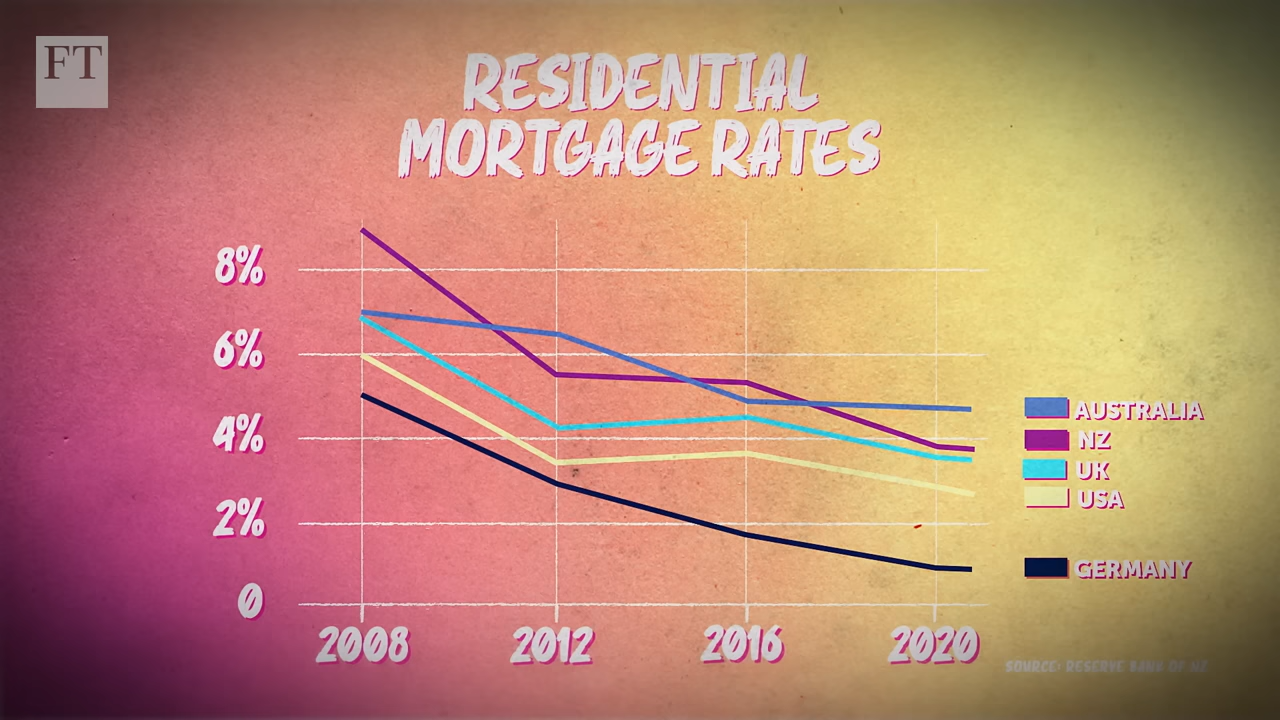 FT
RESIDENTIAL
MORTGAGE RATES
8%
6%
4%
2%
0
2008 2012 2016 2020
AUSTRALIA
NZ
UK
USA
GERMANY
SOURCE: RESERVE BANK OF NZ